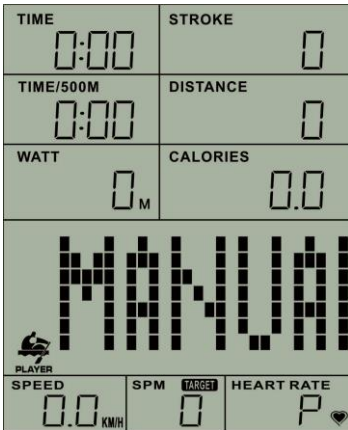 TIME STROKE
0:00 0
TIME/500M DISTANCE
0:00 0
WATT CALORIES
0 M 0.0
MANUA
PLAYER
SPEED SPM TARGET HEART RATE
0.0 KM/H 0 P